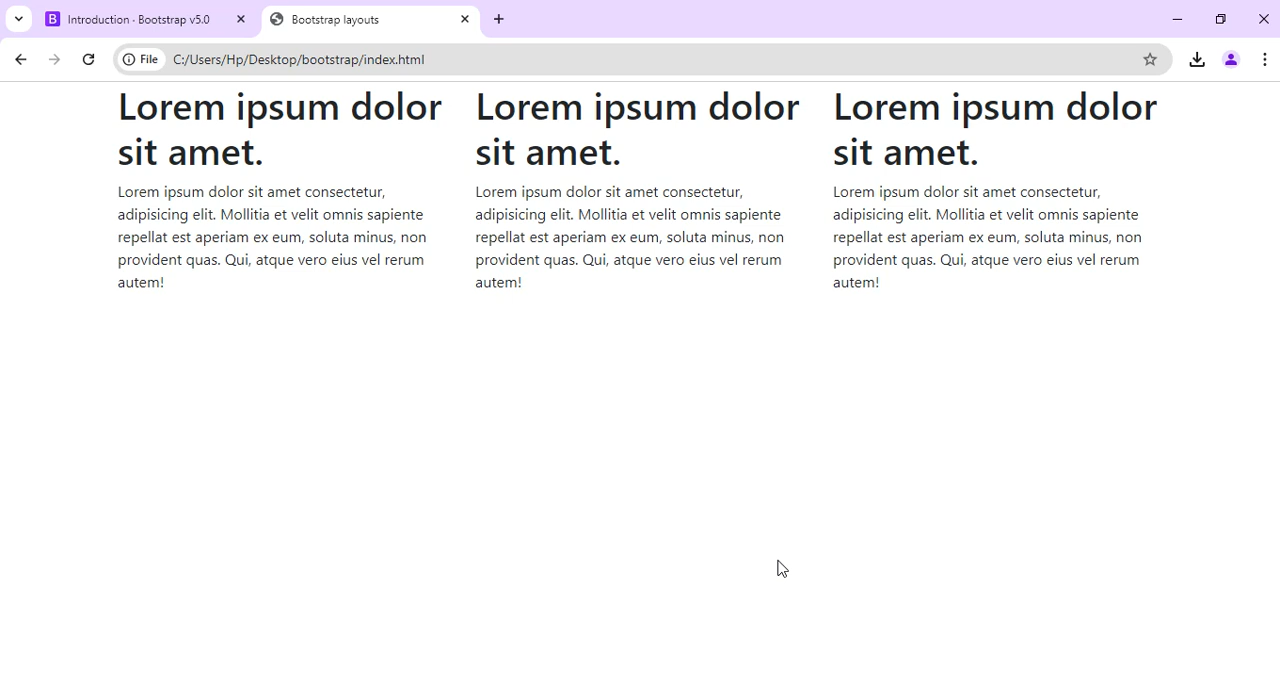 B Introduction · Bootstrap v5.0
Bootstrap layouts
File C:/Users/Hp/Desktop/bootstrap/index.html
Lorem ipsum dolor
sit amet.
Lorem ipsum dolor sit amet consectetur,
adipisicing elit. Mollitia et velit omnis sapiente
repellat est aperiam ex eum, soluta minus, non
provident quas. Qui, atque vero eius vel rerum
autem!
Lorem ipsum dolor
sit amet.
Lorem ipsum dolor sit amet consectetur,
adipisicing elit. Mollitia et velit omnis sapiente
repellat est aperiam ex eum, soluta minus, non
provident quas. Qui, atque vero eius vel rerum
autem!
Lorem ipsum dolor
sit amet.
Lorem ipsum dolor sit amet consectetur,
adipisicing elit. Mollitia et velit omnis sapiente
repellat est aperiam ex eum, soluta minus, non
provident quas. Qui, atque vero eius vel rerum
autem!